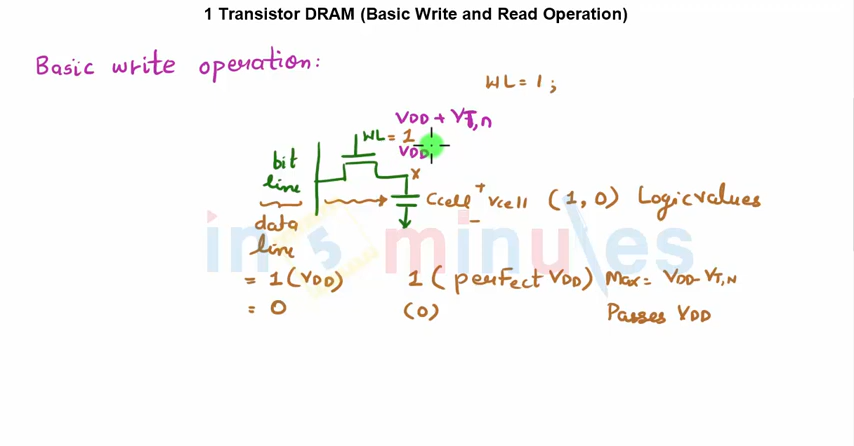 1 Transistor DRAM (Basic Write and Read Operation)
Basic write operation:
WL = 1 ;
VDD + VT,n
WL = 1
VDD
bit
line
x
Ccell + Vcell (1, 0) Logic values
-
data
line
in 5 minutes
= 1 (VDD) 1 (perfect VDD) Max = VDD - VT,N
= 0 (0) Passes VDD